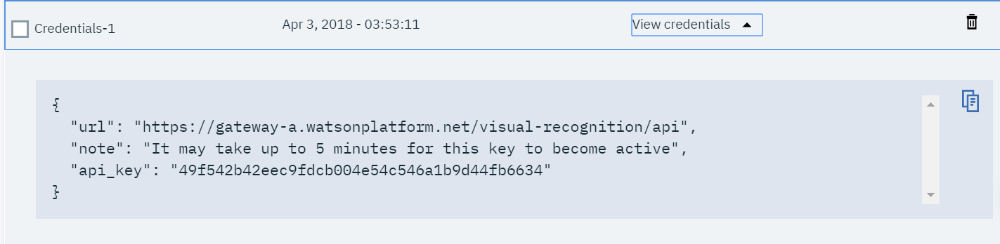 Credentials-1 Apr 3, 2018 - 03:53:11 View credentials
{
"url": "https://gateway-a.watsonplatform.net/visual-recognition/api",
"note": "It may take up to 5 minutes for this key to become active",
"api_key": "49f542b42eec9fdcb004e54c546a1b9d44fb6634"
}